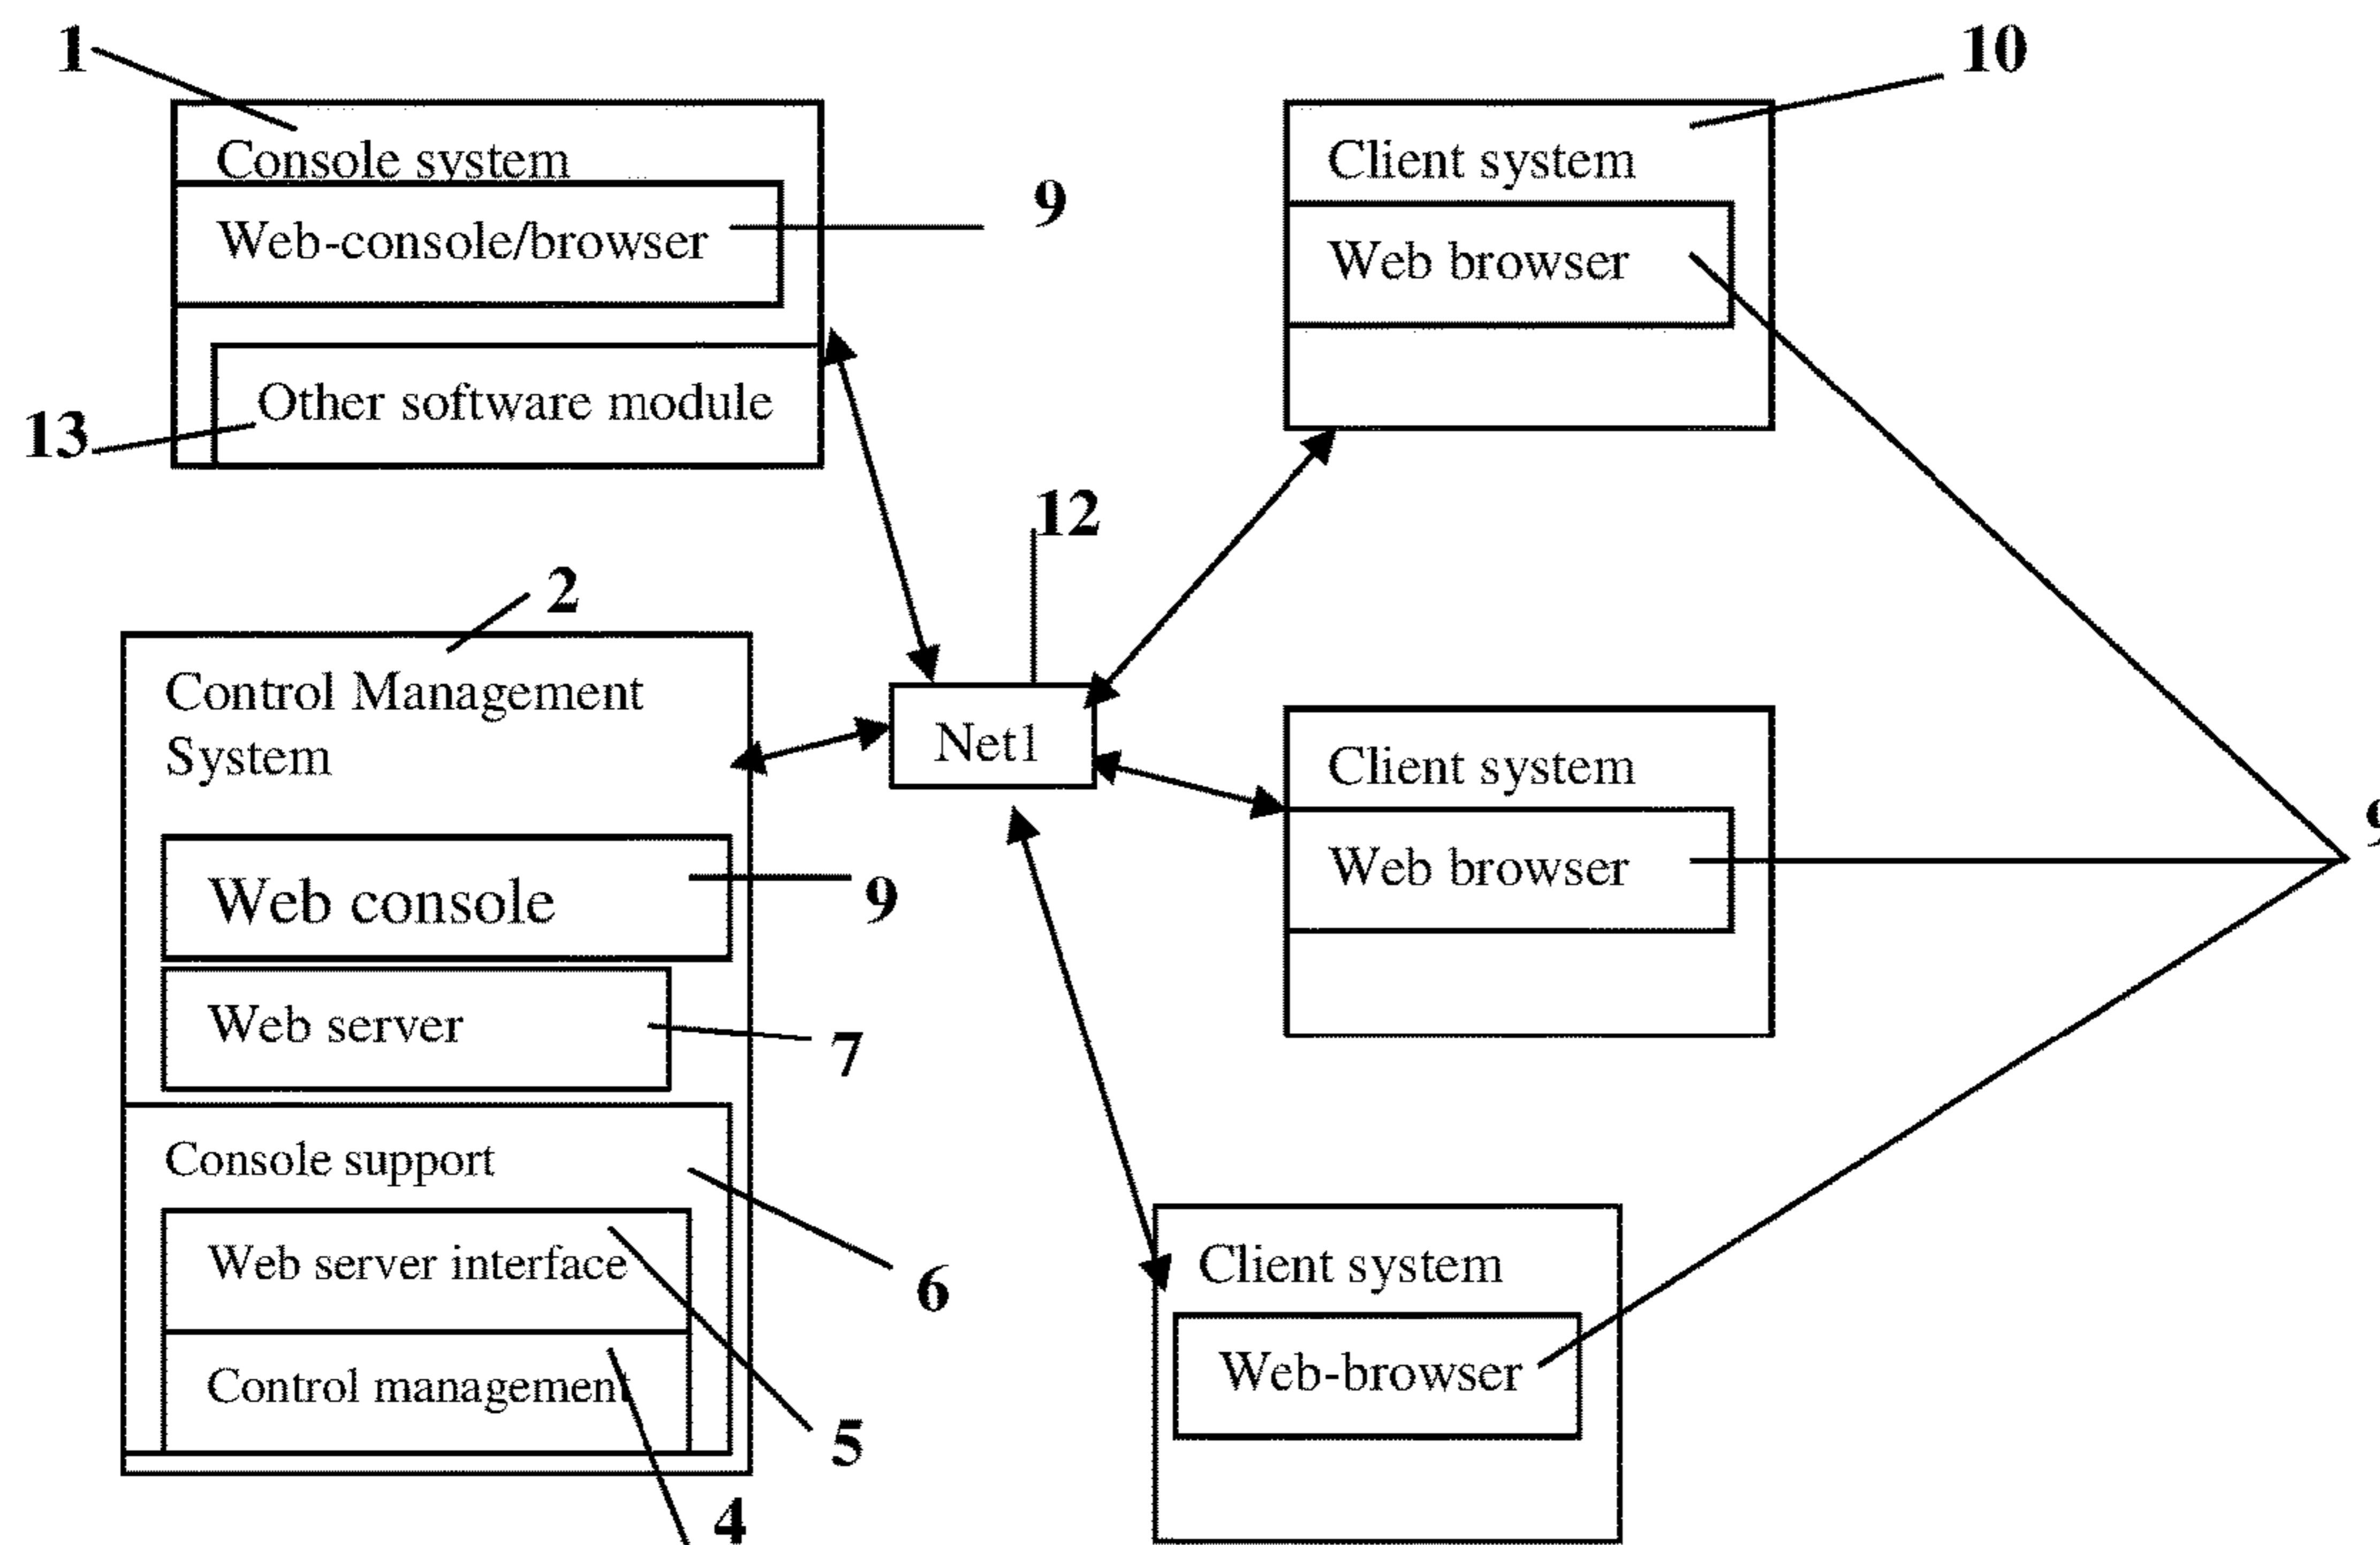 1
Console system
Web-console/browser
9
Other software module
13
10
Client system
Web browser
12
Net1
2
Control Management
System
Web console
9
Web server
7
Console support
6
Web server interface
5
Control management
4
Client system
Web browser
9
Client system
Web-browser